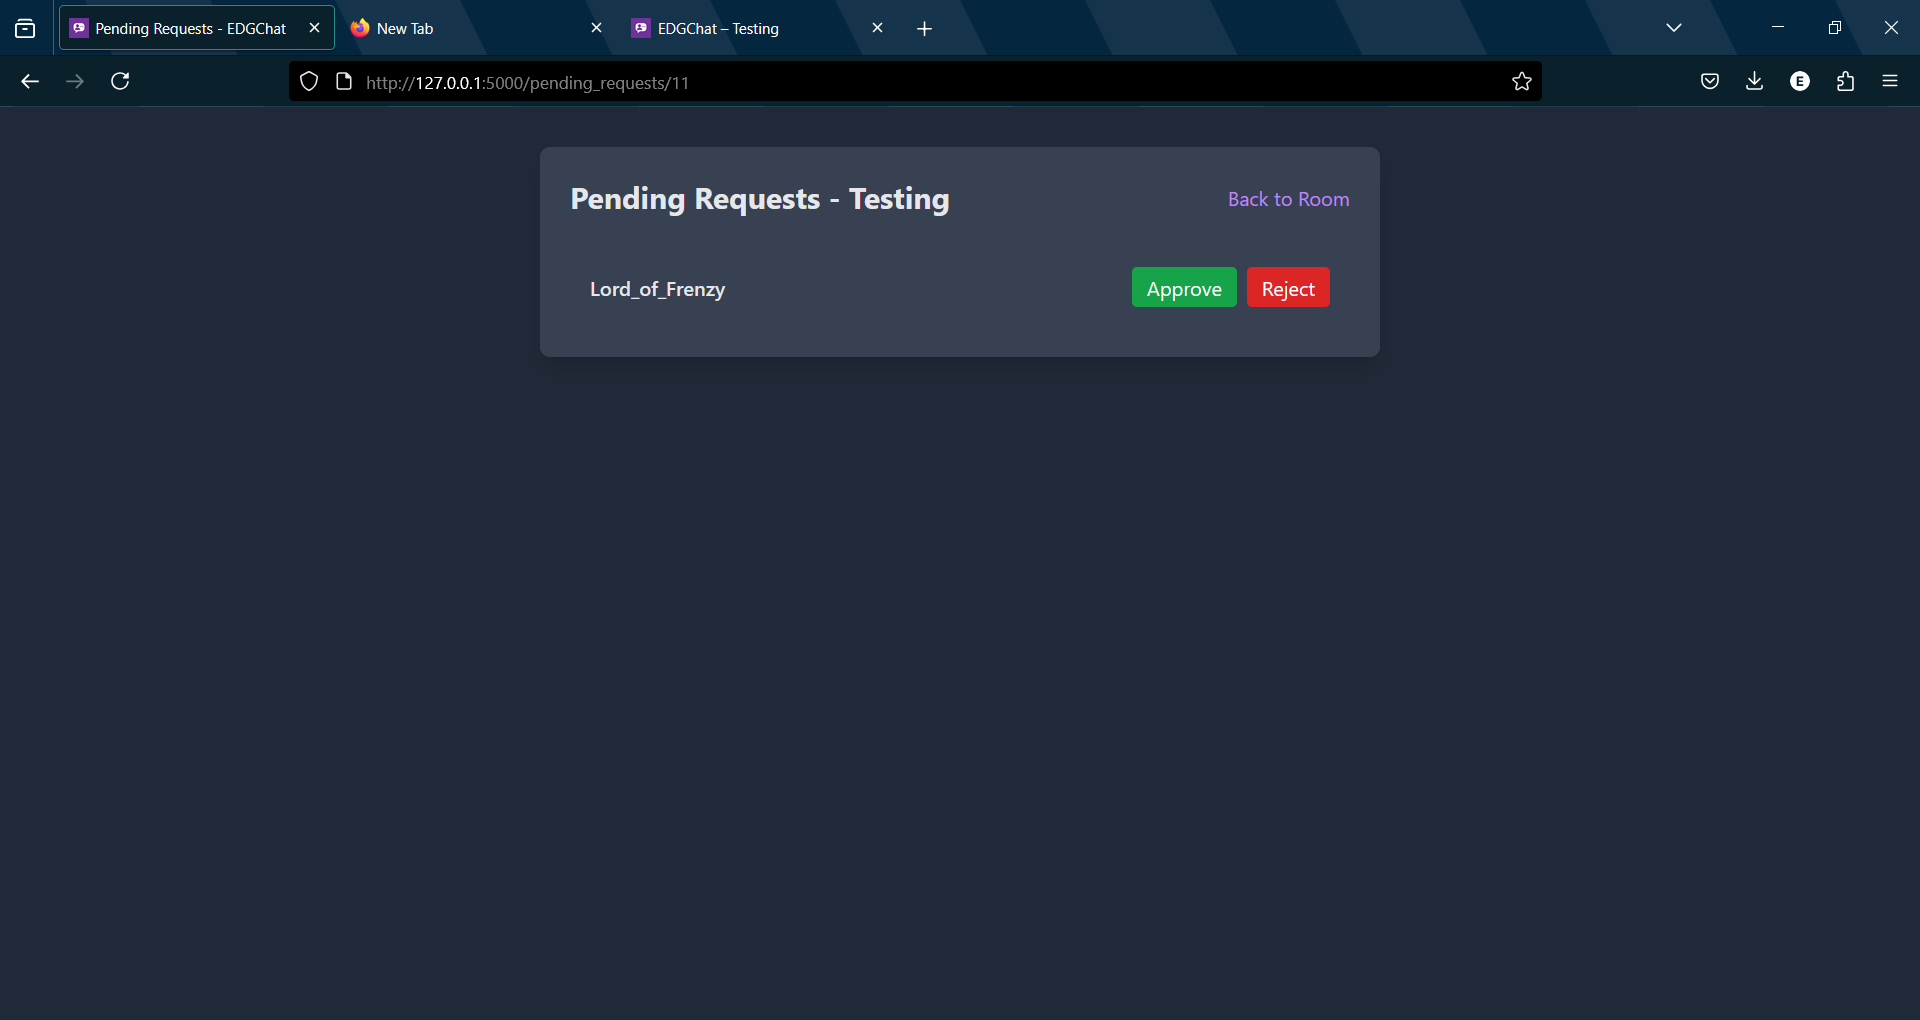 Pending Requests - EDGChat
New Tab
EDGChat – Testing
http://127.0.0.1:5000/pending_requests/11
E
Pending Requests - Testing
Back to Room
Lord_of_Frenzy
Approve
Reject